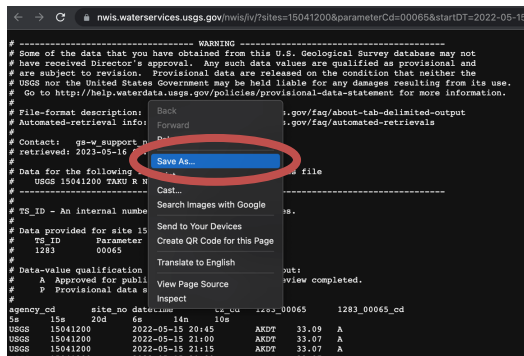 nwis.waterservices.usgs.gov/nwis/iv/?sites=15041200&parameterCd=00065&startDT=2022-05-15
# ---------------------------------- WARNING ----------------------------------------
# Some of the data that you have obtained from this U.S. Geological Survey database may not
# have received Director's approval. Any such data values are qualified as provisional and
# are subject to revision. Provisional data are released on the condition that neither the
# USGS nor the United States Government may be held liable for any damages resulting from its use.
# Go to http://help.waterdata.usgs.gov/policies/provisional-data-statement for more information.
#
# File-format description: s.gov/faq/about-tab-delimited-output
# Automated-retrieval info: s.gov/faq/automated-retrievals
#
# Contact: gs-w_support_n
# retrieved: 2023-05-16
#
# Data for the following s file
# USGS 15041200 TAKU R N
# ---------------------------------------------------------------------------
#
# TS_ID - An internal numbe es.
#
# Data provided for site 15
# TS_ID Parameter
# 1283 00065
#
# Data-value qualification out:
# A Approved for publi eview completed.
# P Provisional data s
#
agency_cd site_no datetime tz_cd 1283_00065 1283_00065_cd
5s 15s 20d 6s 14n 10s
USGS 15041200 2022-05-15 20:45 AKDT 33.09 A
USGS 15041200 2022-05-15 21:00 AKDT 33.07 A
USGS 15041200 2022-05-15 21:15 AKDT 33.07 A
Back
Forward
Save As...
Cast...
Search Images with Google
Send to Your Devices
Create QR Code for this Page
Translate to English
View Page Source
Inspect